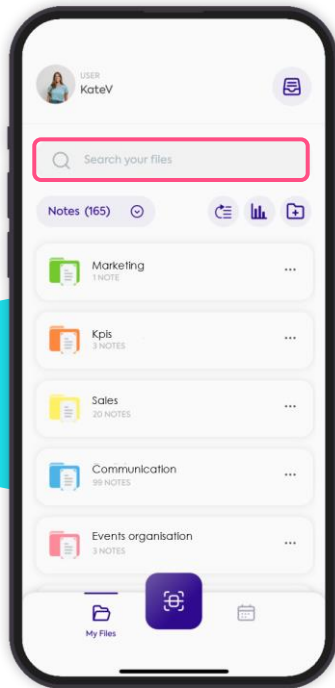 USER
KateV
Search your files
Notes (165)
Marketing
1 NOTE
Kpis
3 NOTES
Sales
20 NOTES
Communication
99 NOTES
Events organisation
3 NOTES
My Files